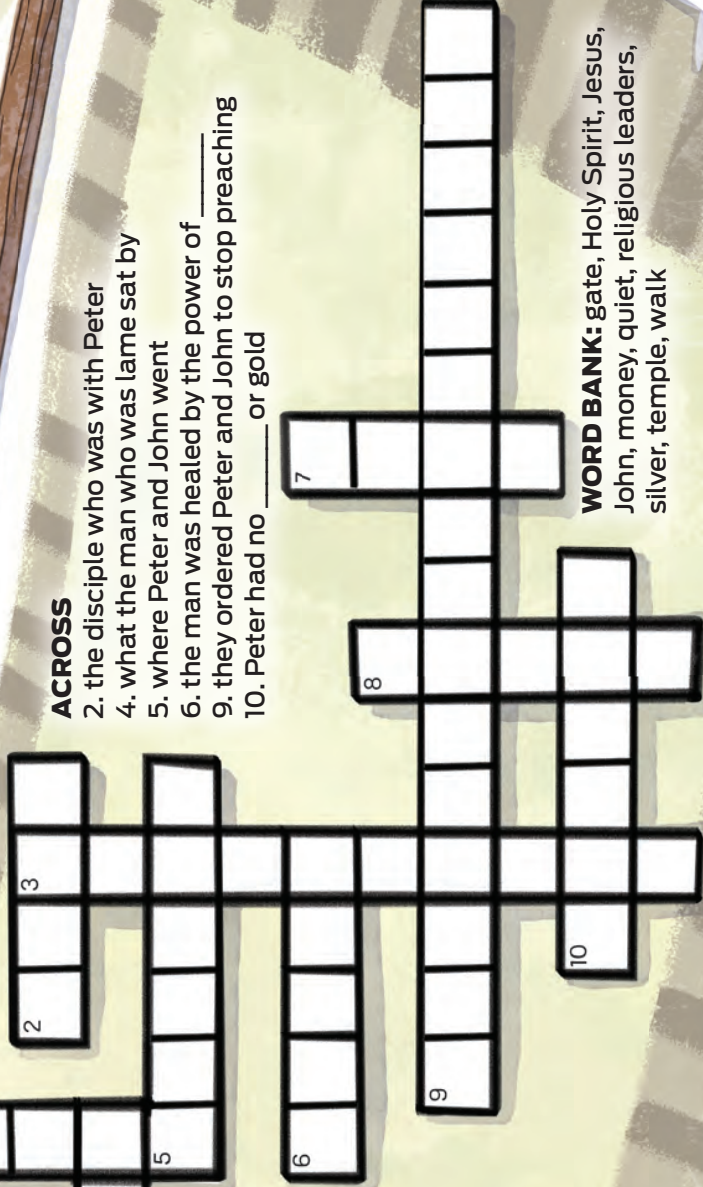 ACROSS
2. the disciple who was with Peter
4. what the man who was lame sat by
5. where Peter and John went
6. the man was healed by the power of ______
9. they ordered Peter and John to stop preaching
10. Peter had no ______ or gold
2
3
5
6
7
8
9
10
WORD BANK: gate, Holy Spirit, Jesus,
John, money, quiet, religious leaders,
silver, temple, walk